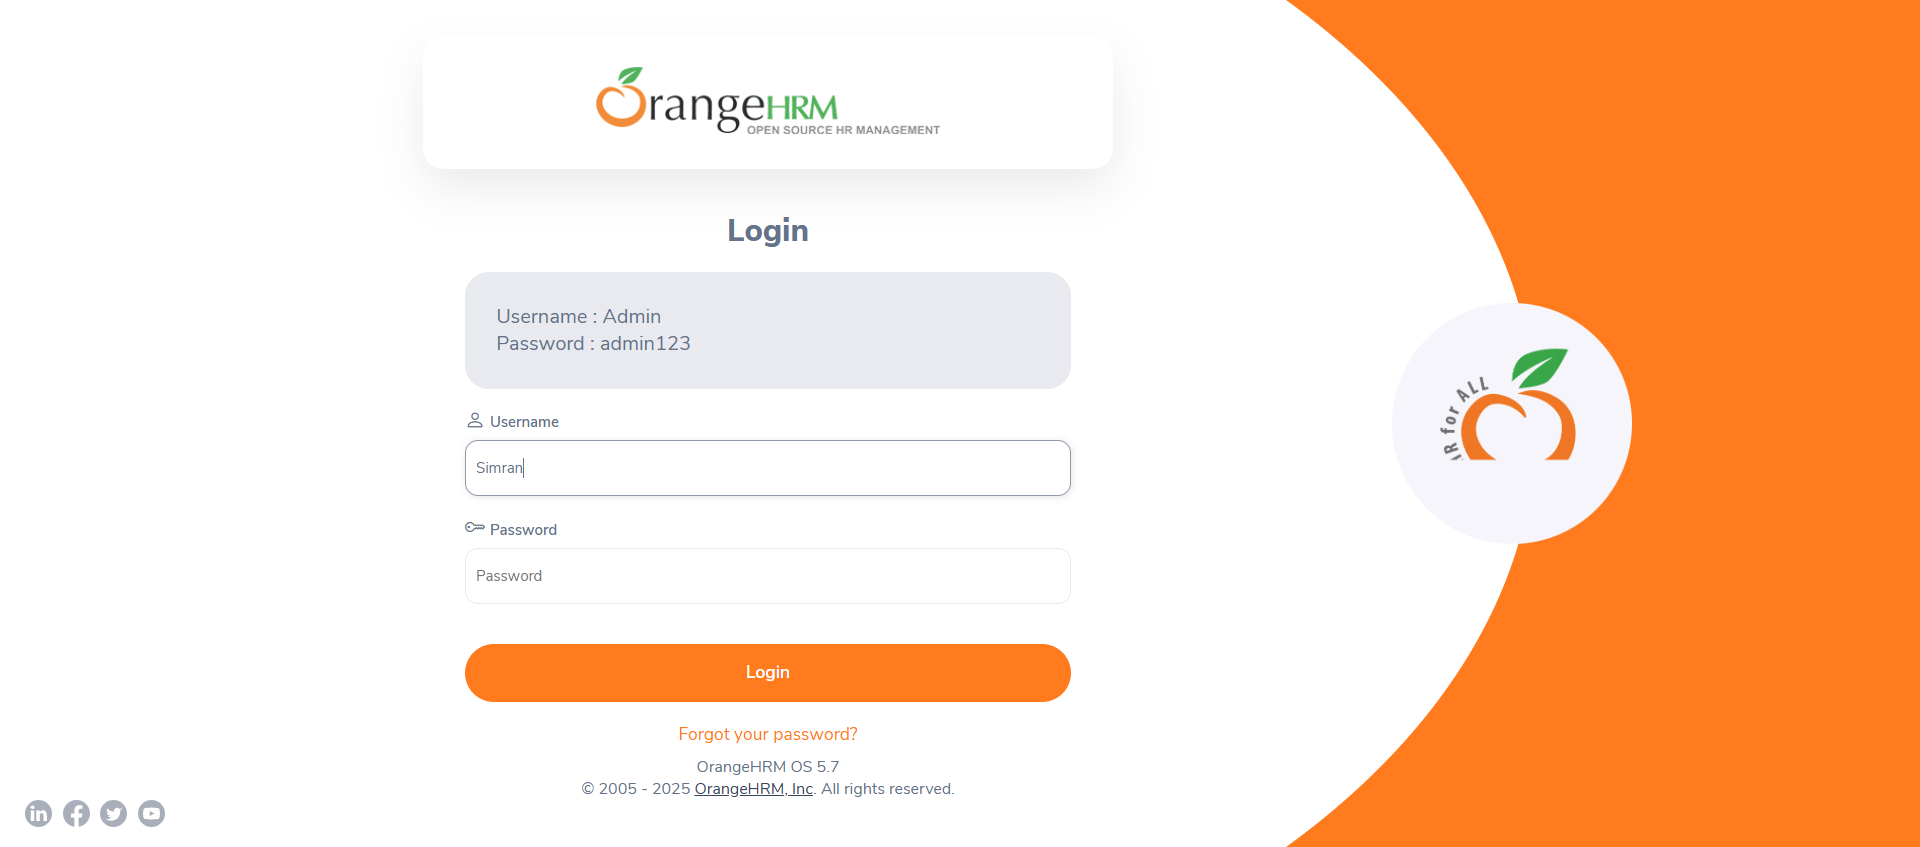 OrangeHRM
OPEN SOURCE HR MANAGEMENT
Login
Username : Admin
Password : admin123
Username
Simran
Password
Password
Login
Forgot your password?
OrangeHRM OS 5.7
© 2005 - 2025 OrangeHRM, Inc. All rights reserved.
HR for ALL